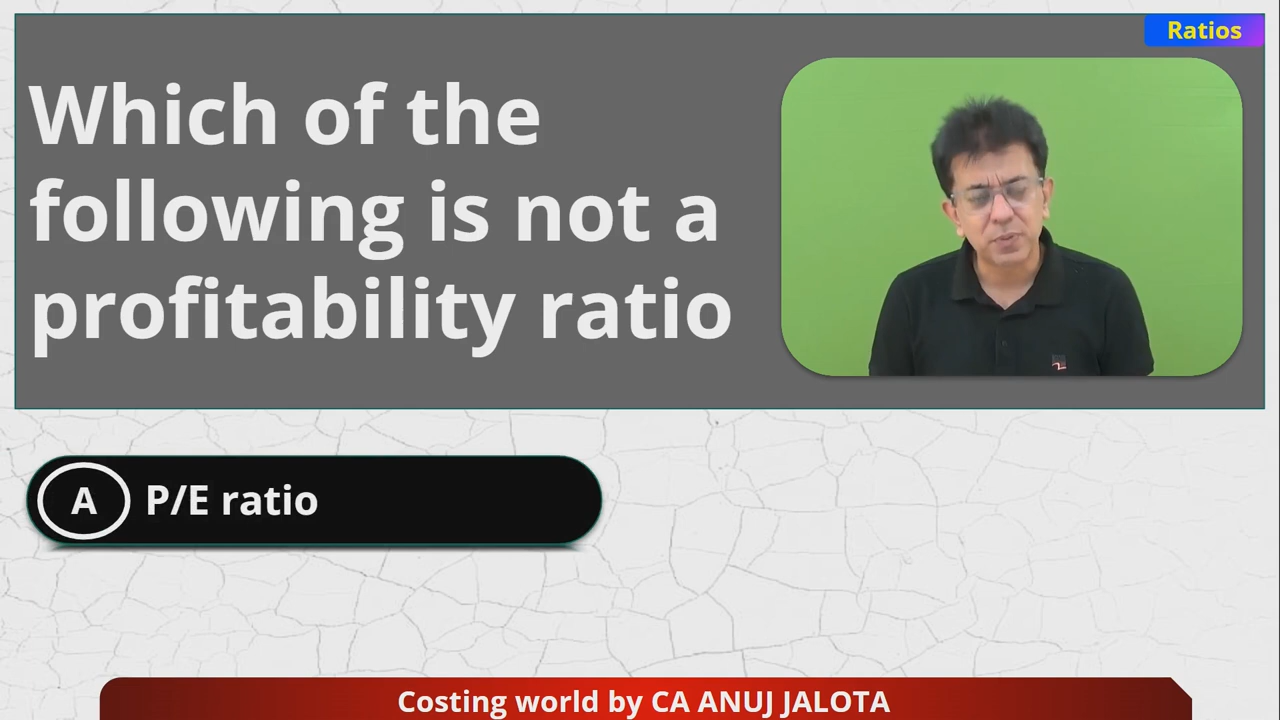 Ratios
Which of the
following is not a
profitability ratio
A P/E ratio
Costing world by CA ANUJ JALOTA